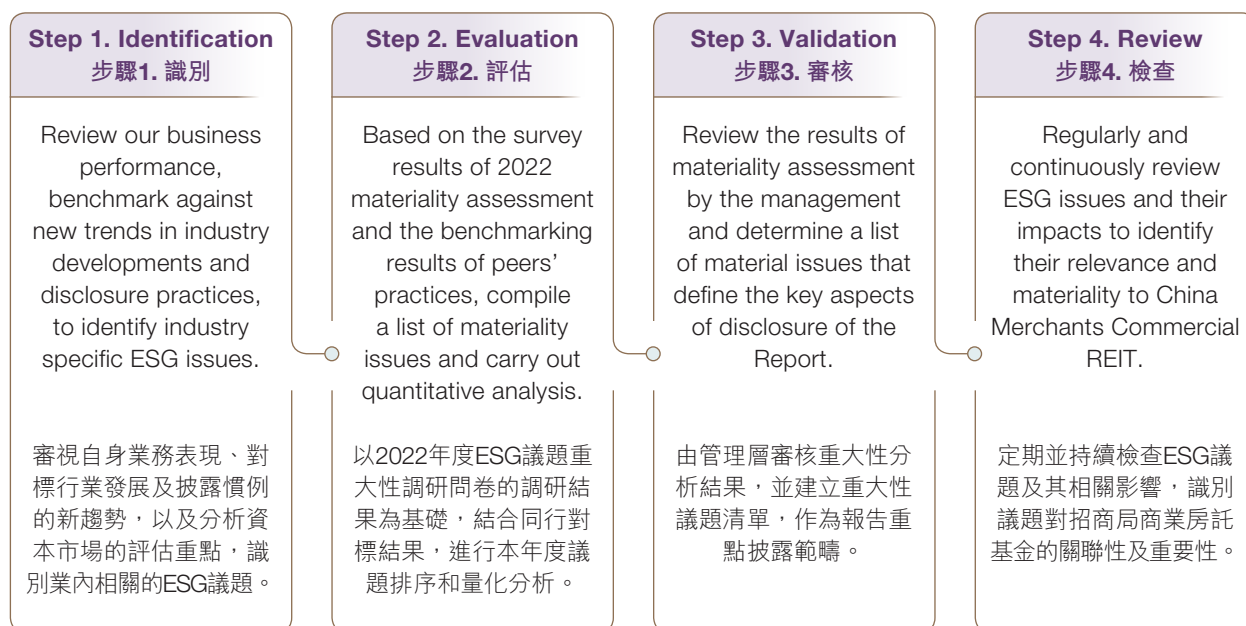 Step 1. Identification
步驟1. 識別
Review our business
performance,
benchmark against
new trends in industry
developments and
disclosure practices,
to identify industry
specific ESG issues.
審視自身業務表現、對
標行業發展及披露慣例
的新趨勢，以及分析資
本市場的評估重點，識
別業內相關的ESG議題。
Step 2. Evaluation
步驟2. 評估
Based on the survey
results of 2022
materiality assessment
and the benchmarking
results of peers’
practices, compile
a list of materiality
issues and carry out
quantitative analysis.
以2022年度ESG議題重
大性調研問卷的調研結
果為基礎，結合同行對
標結果，進行本年度議
題排序和量化分析。
Step 3. Validation
步驟3. 審核
Review the results of
materiality assessment
by the management
and determine a list
of material issues that
define the key aspects
of disclosure of the
Report.
由管理層審核重大性分
析結果，並建立重大性
議題清單，作為報告重
點披露範疇。
Step 4. Review
步驟4. 檢查
Regularly and
continuously review
ESG issues and their
impacts to identify
their relevance and
materiality to China
Merchants Commercial
REIT.
定期並持續檢查ESG議
題及其相關影響，識別
議題對招商局商業房託
基金的關聯性及重要性。